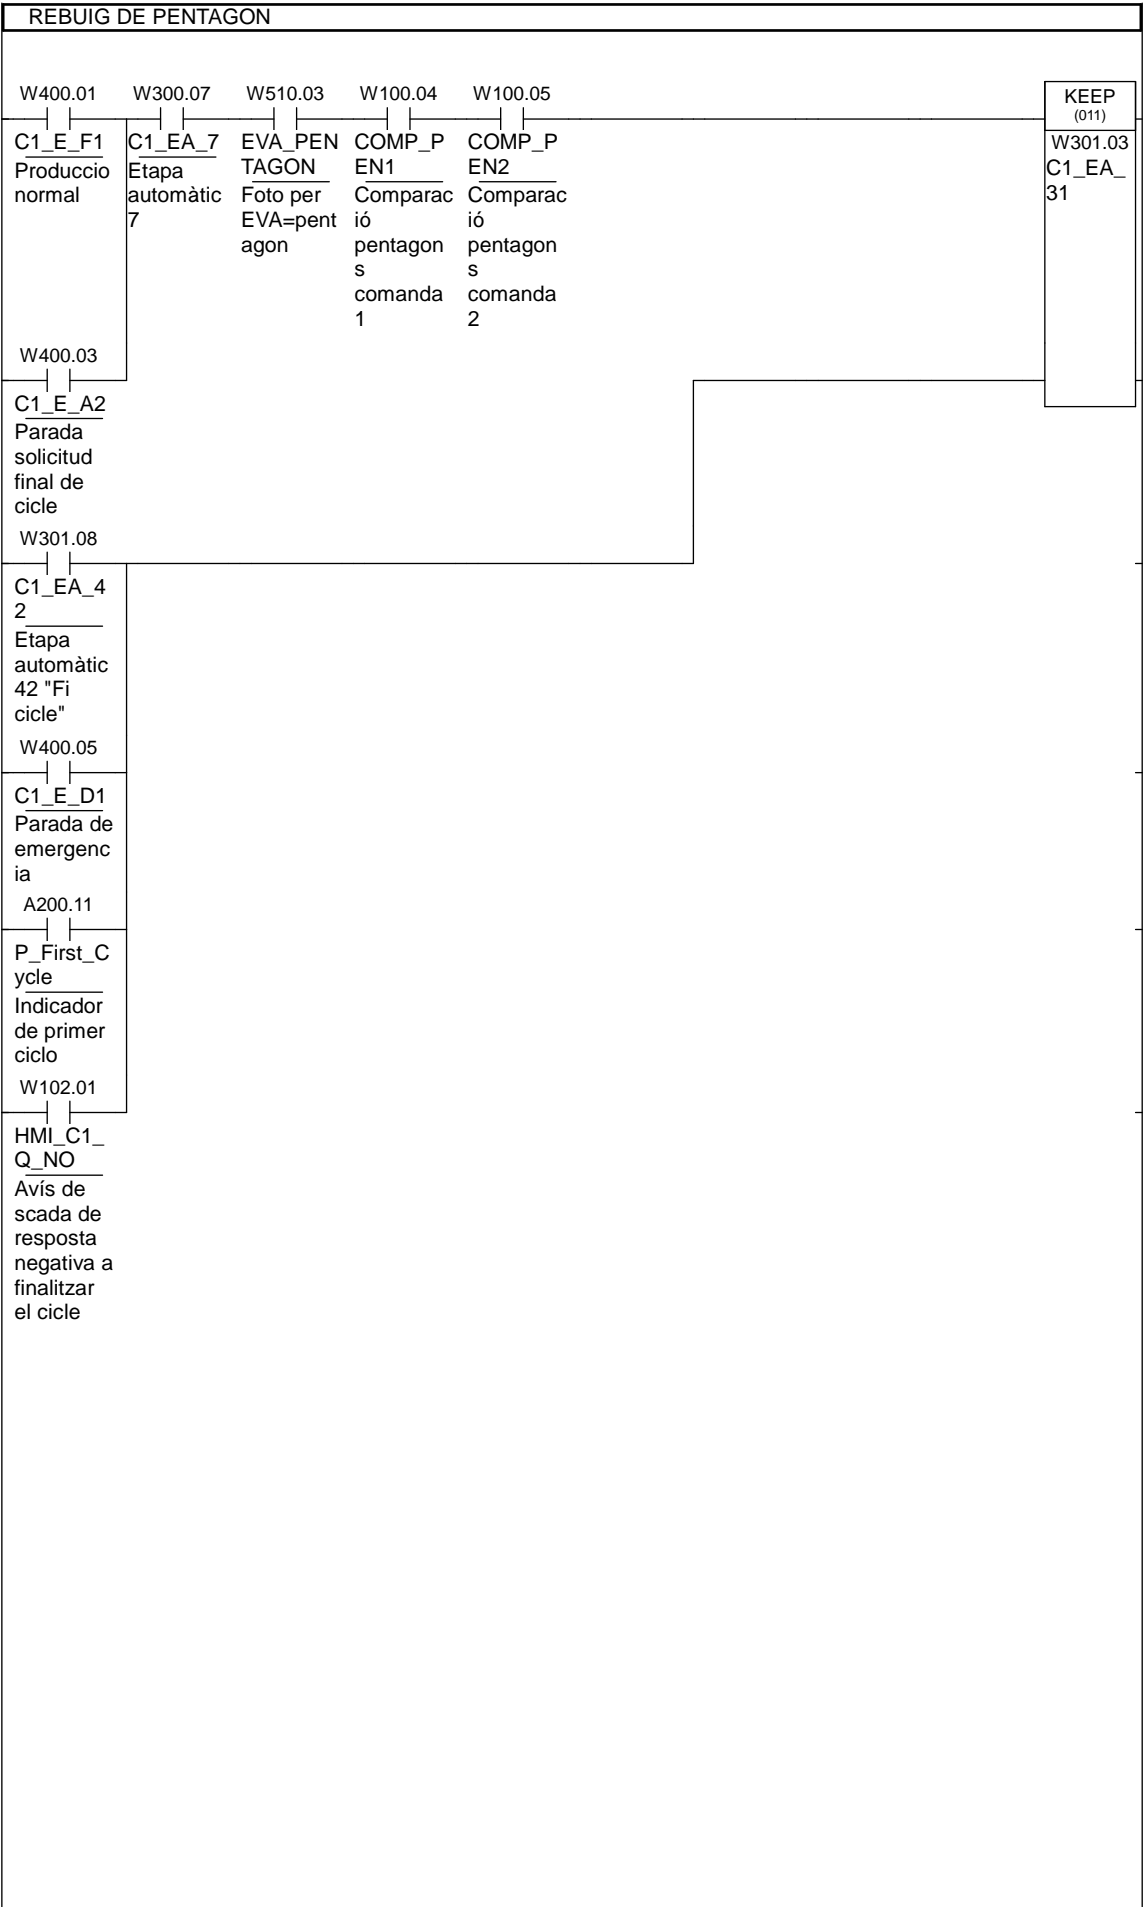 REBUIG DE PENTAGON
W400.01 W300.07 W510.03 W100.04 W100.05
KEEP
(011)
W301.03
C1_EA_
31
C1_E_F1
Produccio
normal
C1_EA_7
Etapa
automàtic
7
EVA_PEN
TAGON
Foto per
EVA=pent
agon
COMP_P
EN1
Comparac
ió
pentagon
s
comanda
1
COMP_P
EN2
Comparac
ió
pentagon
s
comanda
2
W400.03
C1_E_A2
Parada
solicitud
final de
cicle
W301.08
C1_EA_4
2
Etapa
automàtic
42 "Fi
cicle"
W400.05
C1_E_D1
Parada de
emergenc
ia
A200.11
P_First_C
ycle
Indicador
de primer
ciclo
W102.01
HMI_C1_
Q_NO
Avís de
scada de
resposta
negativa a
finalitzar
el cicle